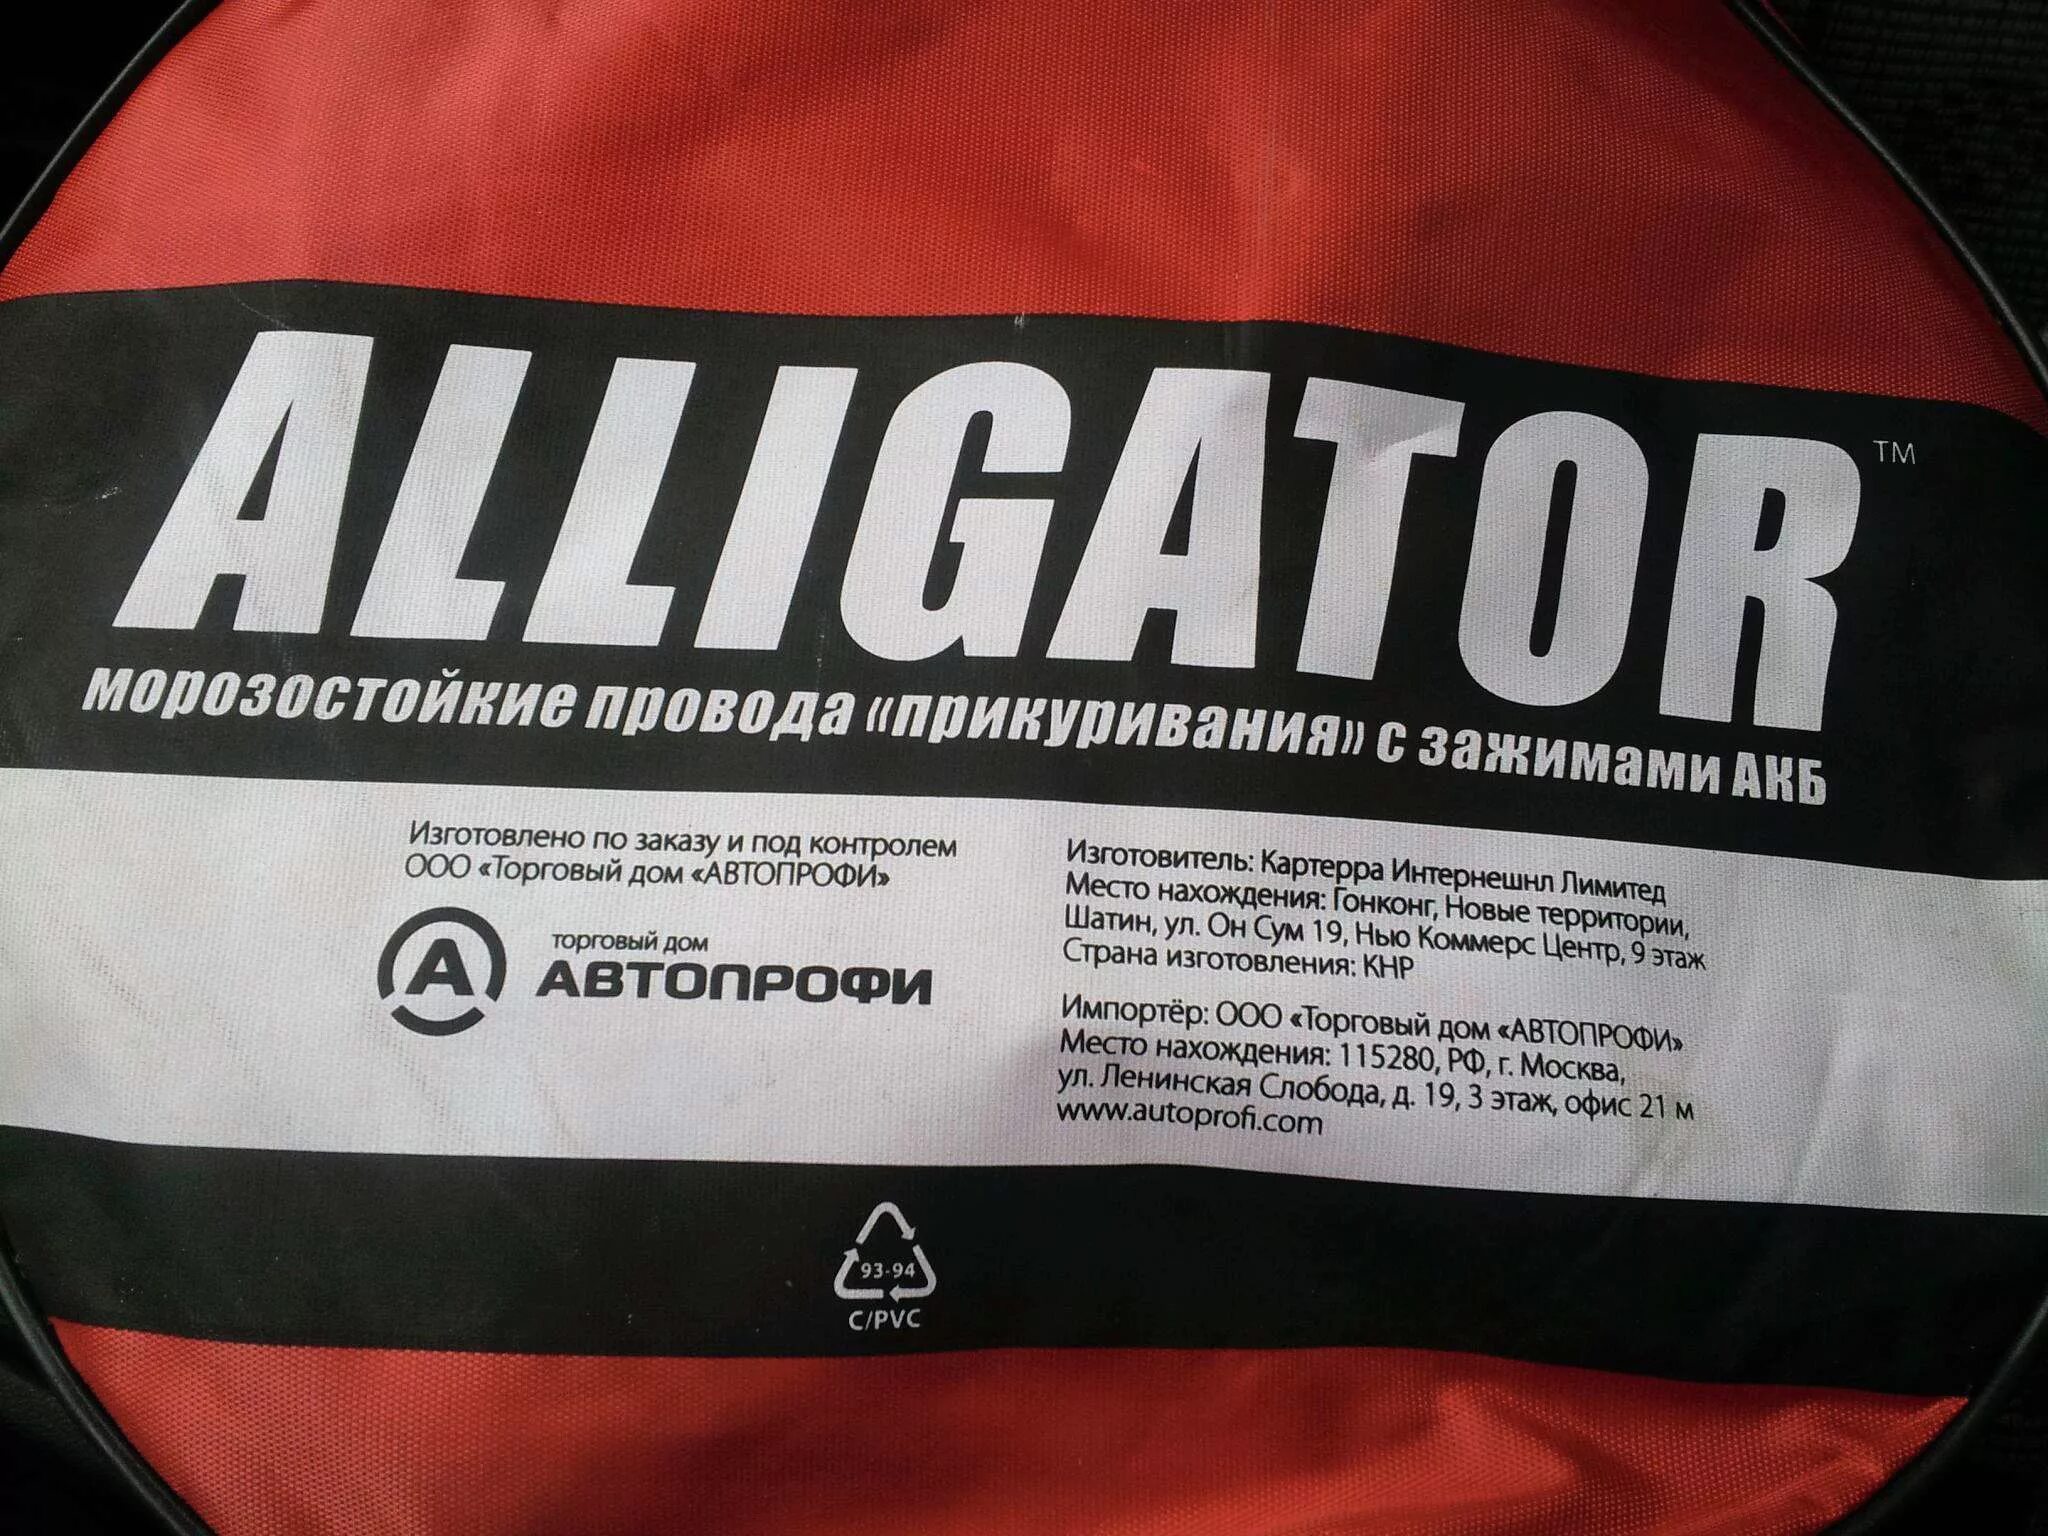 ALLIGATOR™
морозостойкие провода «прикуривания» с зажимами АКБ
Изготовлено по заказу и под контролем
ООО «Торговый дом «АВТОПРОФИ»
А
торговый дом
АВТОПРОФИ
Изготовитель: Картерра Интернешнл Лимитед
Место нахождения: Гонконг, Новые территории,
Шатин, ул. Он Сум 19, Нью Коммерс Центр, 9 этаж
Страна изготовления: КНР
Импортёр: ООО «Торговый дом «АВТОПРОФИ»
Место нахождения: 115280, РФ, г. Москва,
ул. Ленинская Слобода, д. 19, 3 этаж, офис 21 м
www.autoprofi.com
93-94
C/PVC